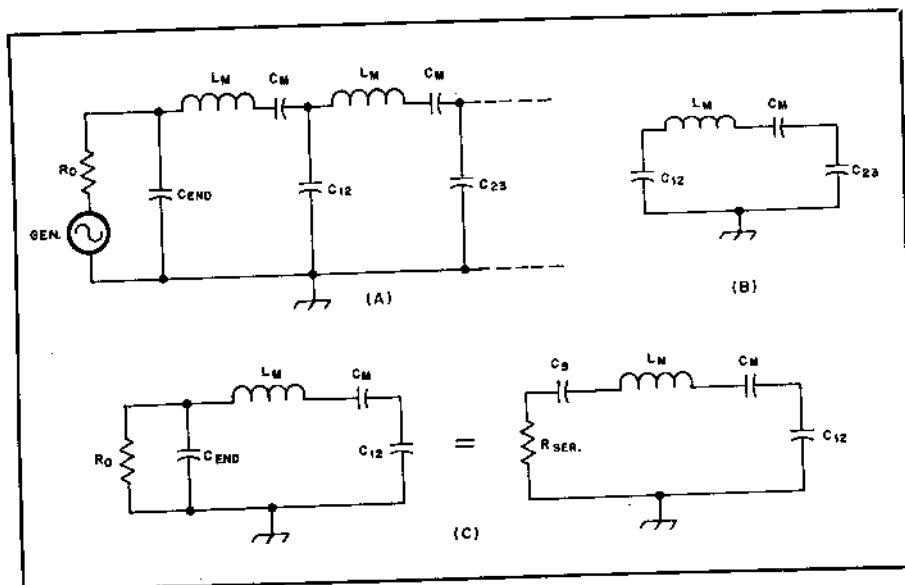 LM CM LM CM
RO
CEND
C12
C23
GEN.
(A)
LM CM
C12
C23
(B)
LM CM
RO
CEND
C12
=
CS LM CM
RSER.
C12
(C)